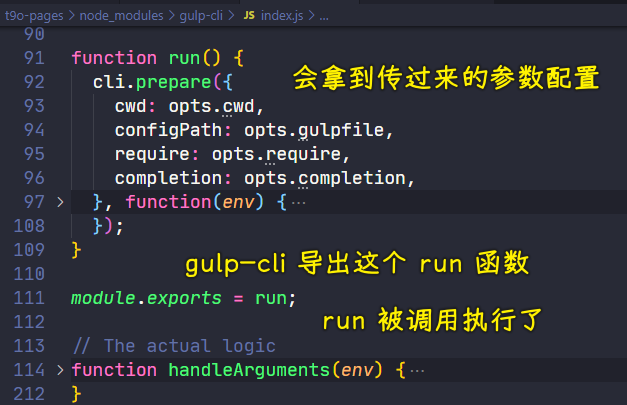 t9o-pages > node_modules > gulp-cli > JS index.js > ...
90
91 function run() {
92 cli.prepare({
会拿到传过来的参数配置
93 cwd: opts.cwd,
94 configPath: opts.gulpfile,
95 require: opts.require,
96 completion: opts.completion,
97 > }, function(env) { ...
108 });
109 }
gulp-cli 导出这个 run 函数
110
111 module.exports = run;
112
run 被调用执行了
113 // The actual logic
114 > function handleArguments(env) { ...
212 }